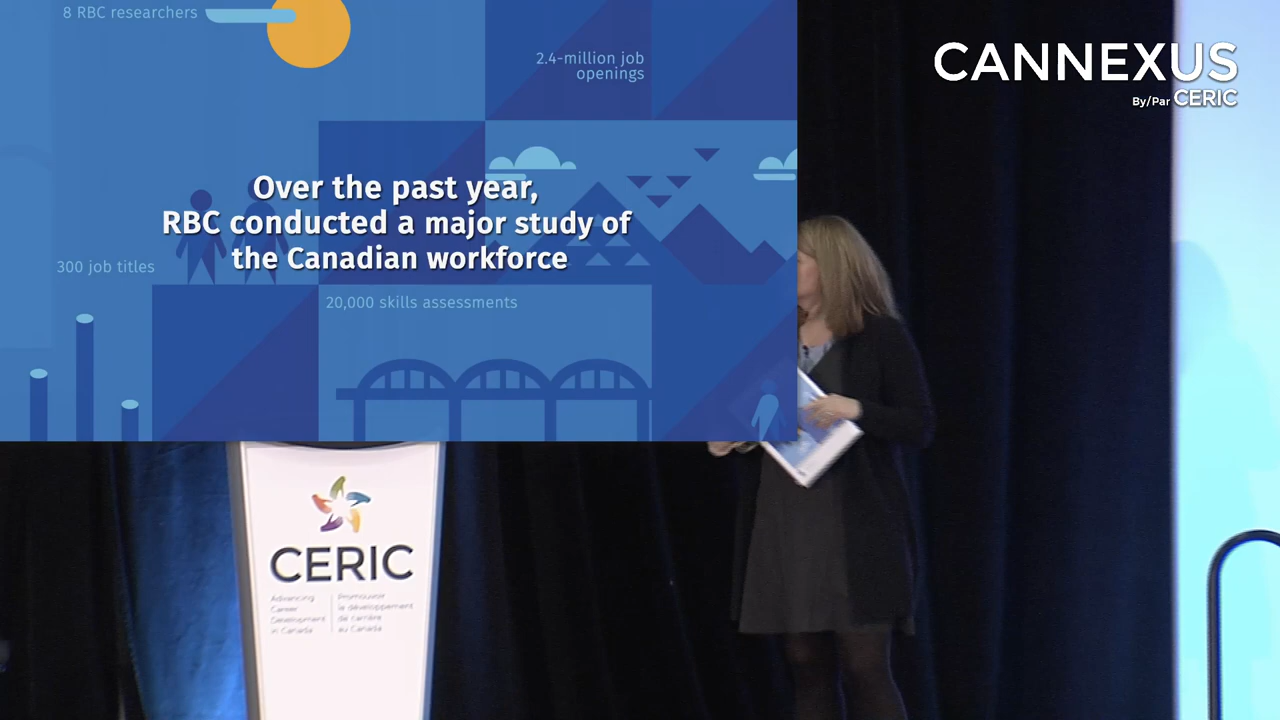 8 RBC researchers
2.4-million job
openings
CANNEXUS
By/Par CERIC
Over the past year,
RBC conducted a major study of
the Canadian workforce
300 job titles
20,000 skills assessments
CERIC
Advancing
Career
Development
in Canada
Promouvoir
le développement
de carrière
au Canada